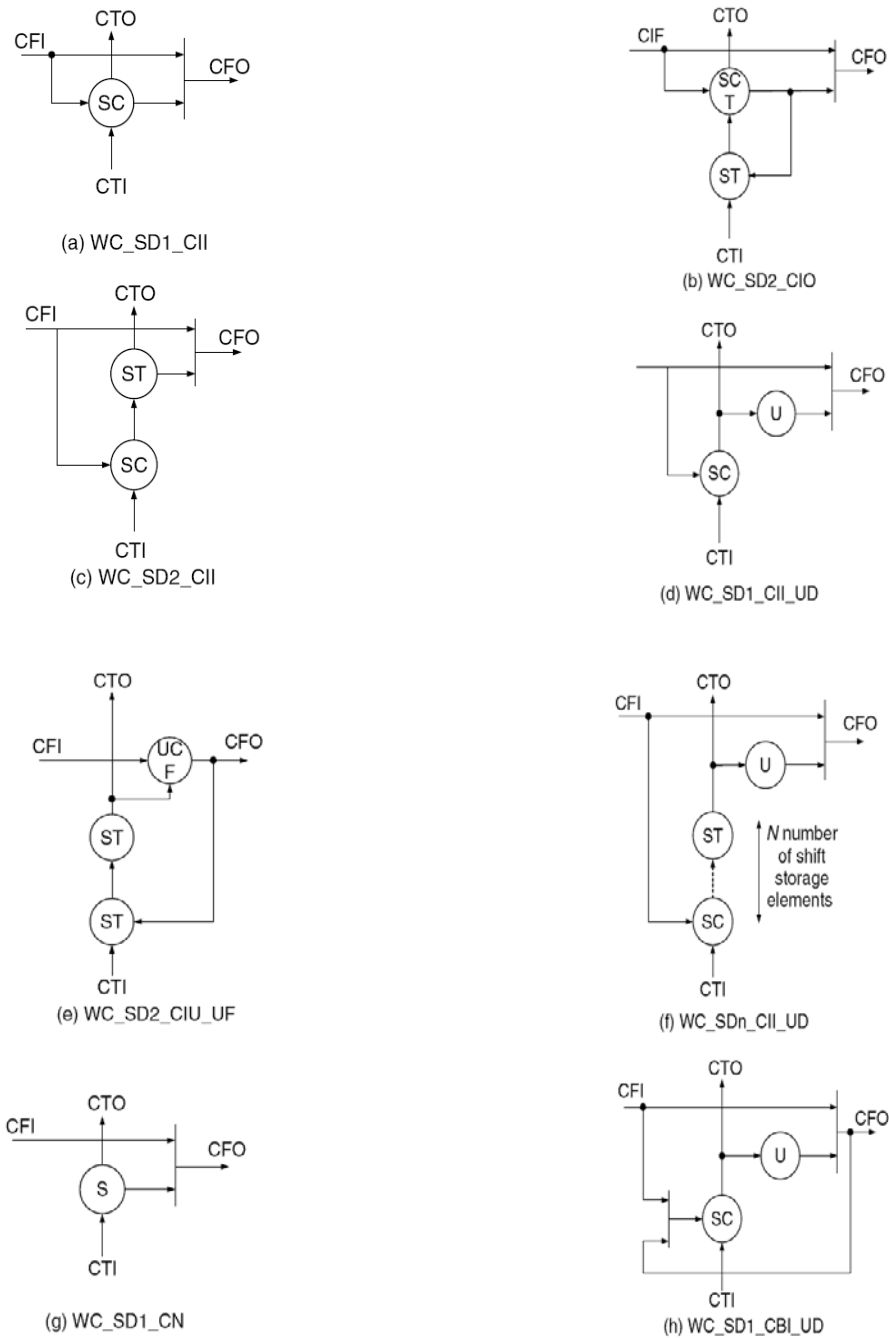 CTO
CFI
CFO
SC
CTI
(a) WC_SD1_CII
CTO
CIF
CFO
SC
T
ST
CTI
(b) WC_SD2_CIO
CTO
CFI
CFO
ST
SC
CTI
(c) WC_SD2_CII
CTO
CFO
U
SC
CTI
(d) WC_SD1_CII_UD
CTO
CFI
UC
F
CFO
ST
ST
CTI
(e) WC_SD2_CIU_UF
CTO
CFI
CFO
U
ST
N number
of shift
storage
elements
SC
CTI
(f) WC_SDn_CII_UD
CTO
CFI
CFO
S
CTI
(g) WC_SD1_CN
CTO
CFI
CFO
U
SC
CTI
(h) WC_SD1_CBI_UD